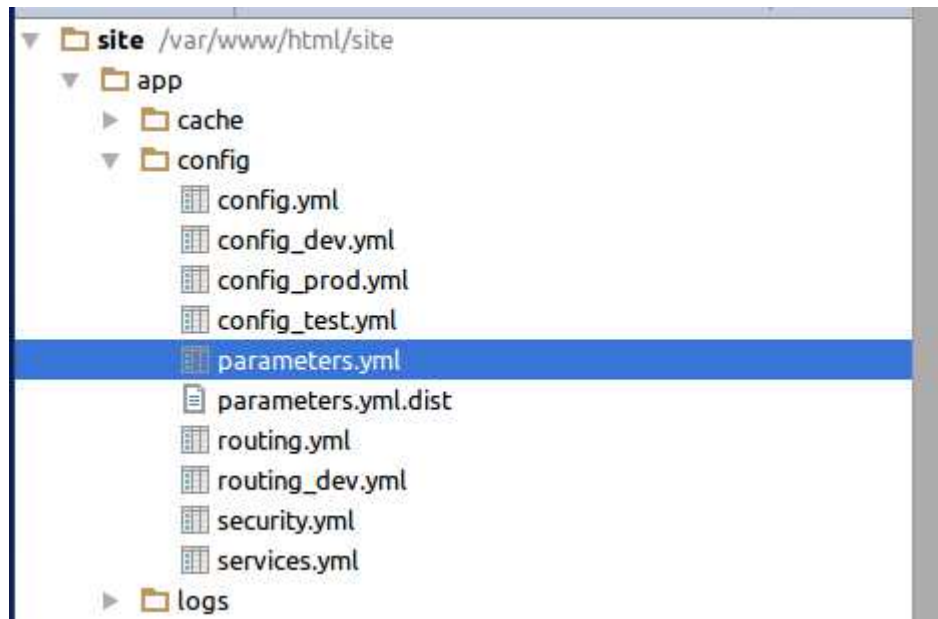 site /var/www/html/site
app
cache
config
config.yml
config_dev.yml
config_prod.yml
config_test.yml
parameters.yml
parameters.yml.dist
routing.yml
routing_dev.yml
security.yml
services.yml
logs